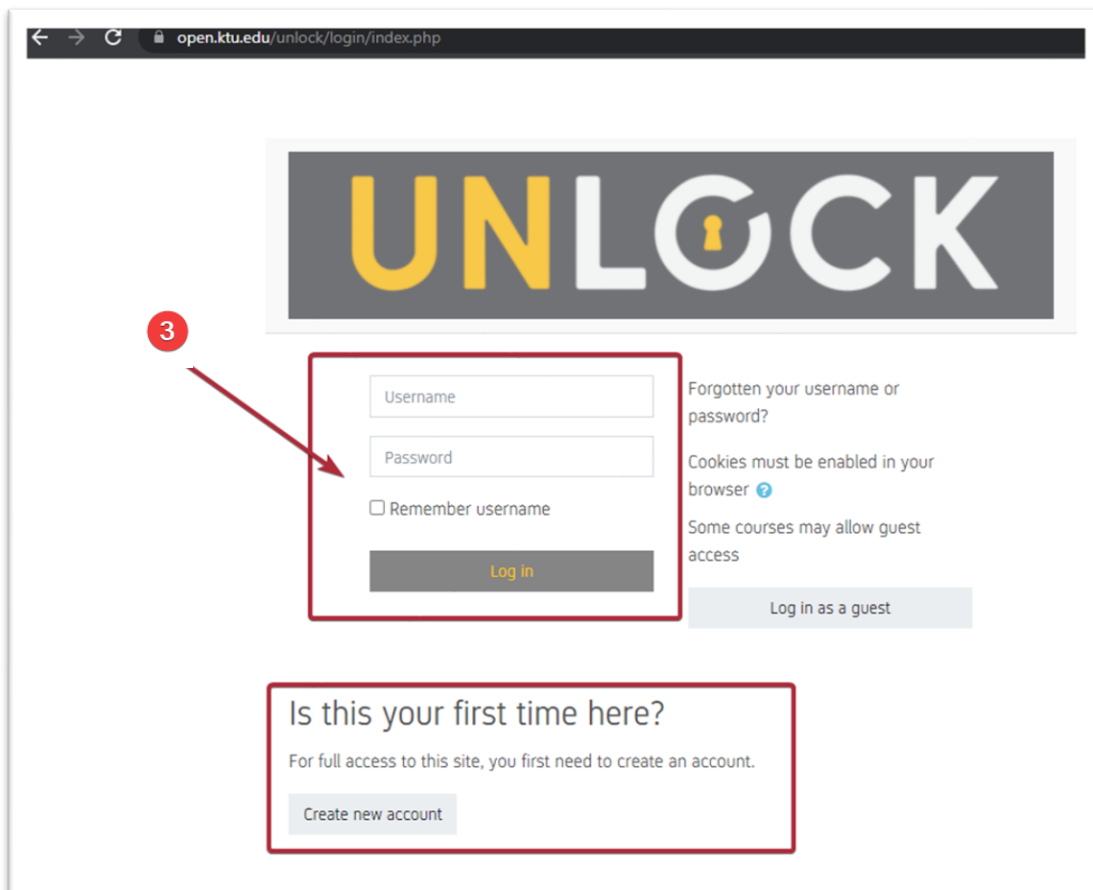 open.ktu.edu/unlock/login/index.php
UNLOCK
3
Username
Password
Remember username
Log in
Forgotten your username or
password?
Cookies must be enabled in your
browser ?
Some courses may allow guest
access
Log in as a guest
Is this your first time here?
For full access to this site, you first need to create an account.
Create new account